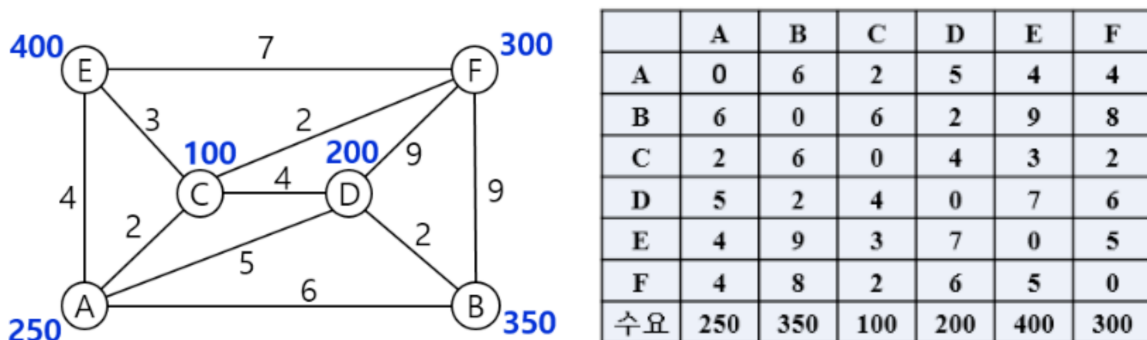 400 E 7 F 300
3 2
100 200 9
4 C 4 D 9
2 5 2
A 6 B
250 350
A B C D E F
A 0 6 2 5 4 4
B 6 0 6 2 9 8
C 2 6 0 4 3 2
D 5 2 4 0 7 6
E 4 9 3 7 0 5
F 4 8 2 6 5 0
수요 250 350 100 200 400 300